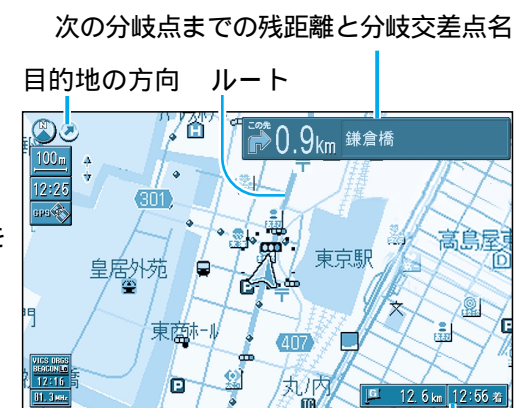 次の分岐点までの残距離と分岐交差点名
目的地の方向 ルート
この先
0.9km 鎌倉橋
N
100m
12:25
GPS
301
皇居外苑
東京駅
高島屋
東商ホール
407
丸ノ内
文
VICS DRGS
BEACON
12:16
81.3MHz
12.6km 12:56着